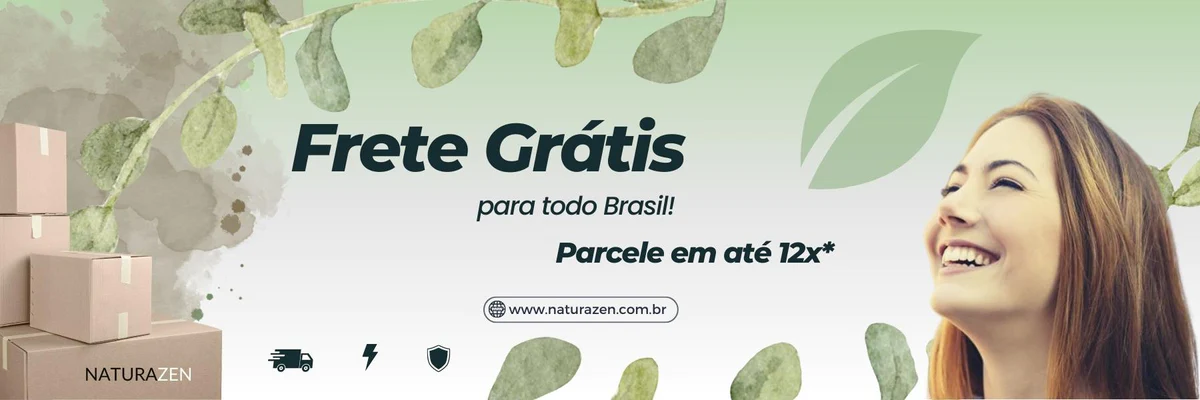 Frete Grátis
para todo Brasil!
Parcele em até 12x*
www.naturazen.com.br
NATURAZEN